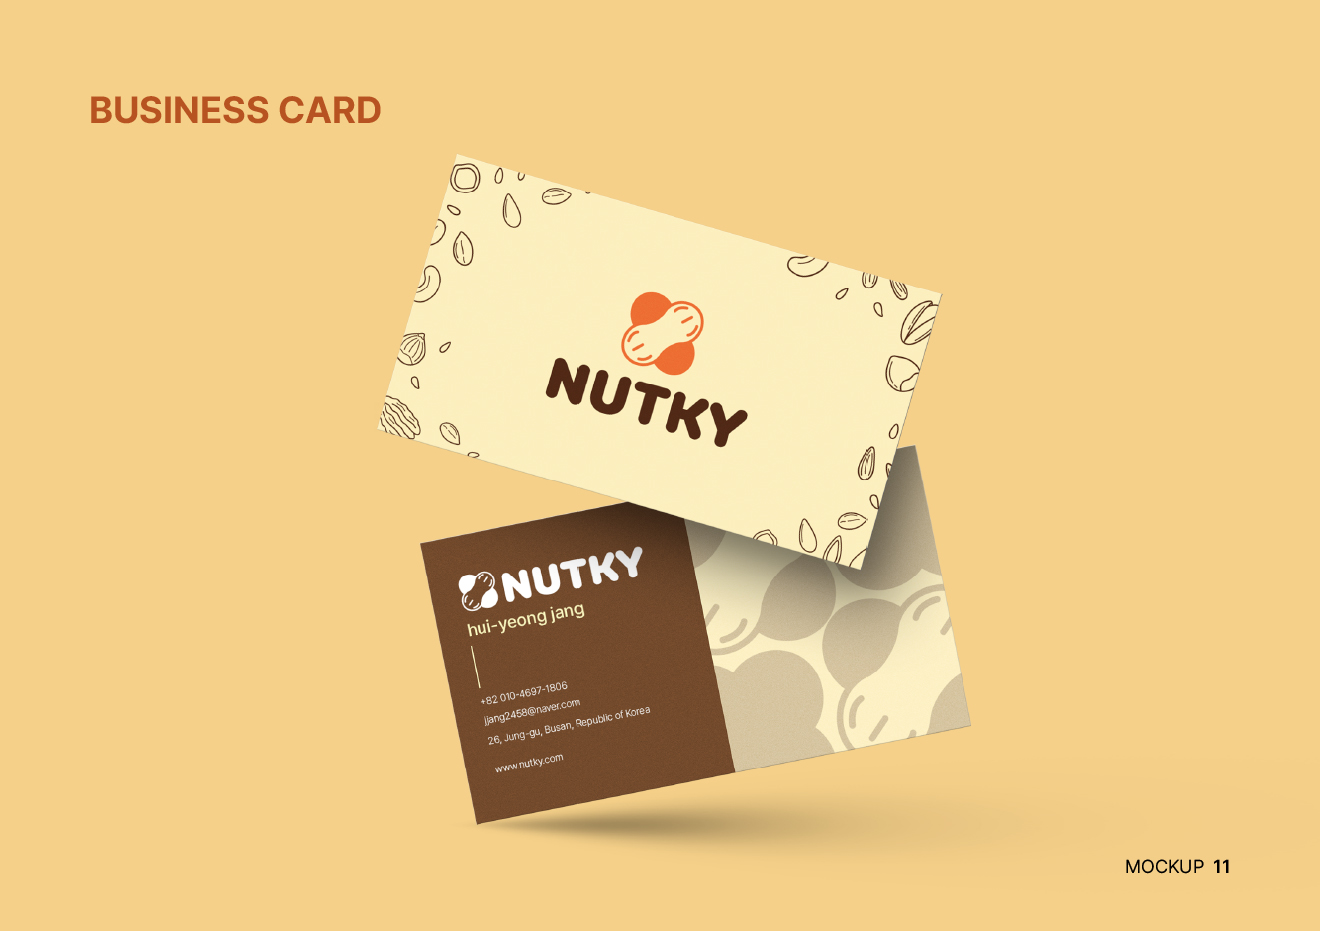 BUSINESS CARD
NUTKY
NUTKY
hui-yeong jang
+82 010-4697-1806
jjang2458@naver.com
26, Jung-gu, Busan, Republic of Korea
www.nutky.com
MOCKUP 11